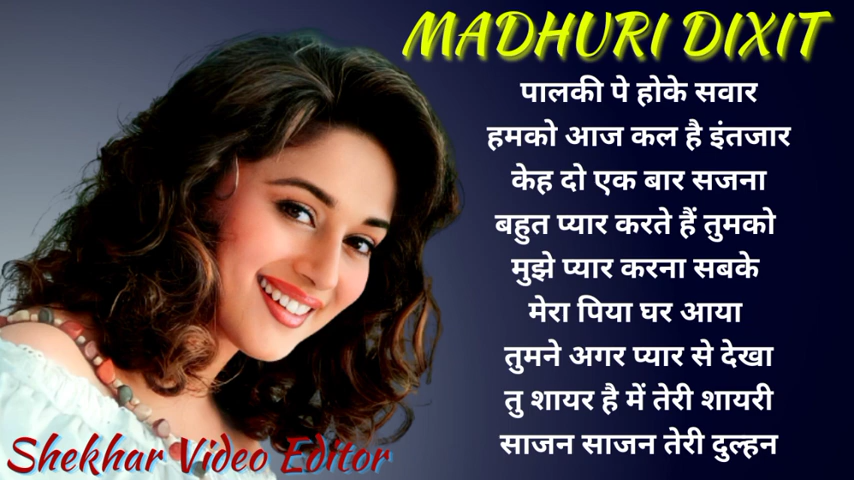 MADHURI DIXIT
पालकी पे होके सवार
हमको आज कल है इंतजार
केह दो एक बार सजना
बहुत प्यार करते हैं तुमको
मुझे प्यार करना सबके
मेरा पिया घर आया
तुमने अगर प्यार से देखा
तु शायर है में तेरी शायरी
साजन साजन तेरी दुल्हन
Shekhar Video Editor